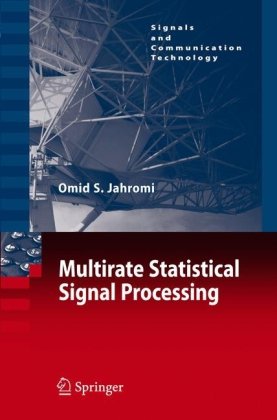 Signals
and
Communication
Technology
Omid S. Jahromi
Multirate Statistical
Signal Processing
Springer